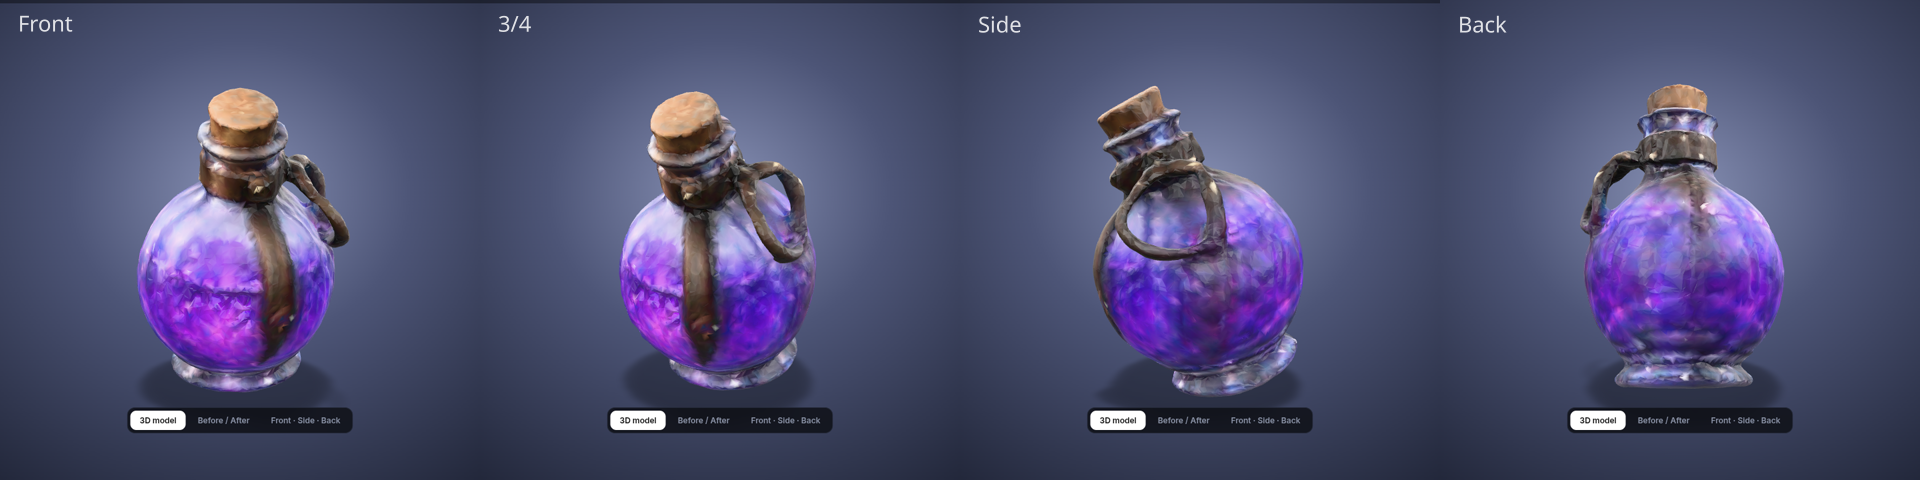 Front
3/4
Side
Back
3D model Before / After Front · Side · Back
3D model Before / After Front · Side · Back
3D model Before / After Front · Side · Back
3D model Before / After Front · Side · Back